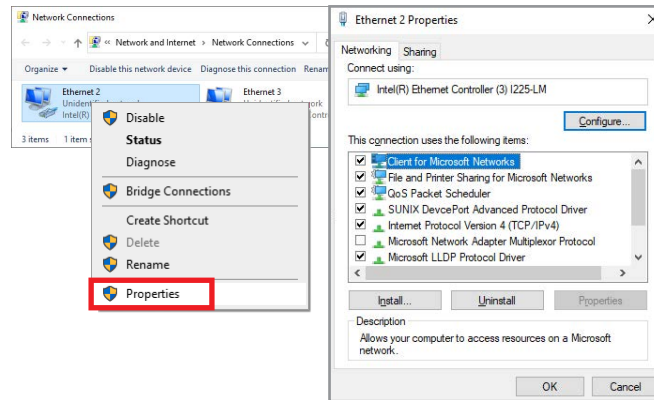 Network Connections
« Network and Internet › Network Connections
Organize ▾ Disable this network device Diagnose this connection Renam
Ethernet 2
Ethernet 3
Intel(R)
3 items 1 item
Disable
Status
Diagnose
Bridge Connections
Create Shortcut
Delete
Rename
Properties
Ethernet 2 Properties
Networking Sharing
Connect using:
Intel(R) Ethernet Controller (3) I225-LM
Configure...
This connection uses the following items:
Client for Microsoft Networks
File and Printer Sharing for Microsoft Networks
QoS Packet Scheduler
SUNIX DevcePort Advanced Protocol Driver
Internet Protocol Version 4 (TCP/IPv4)
Microsoft Network Adapter Multiplexor Protocol
Microsoft LLDP Protocol Driver
Install... Uninstall Properties
Description
Allows your computer to access resources on a Microsoft
network.
OK Cancel